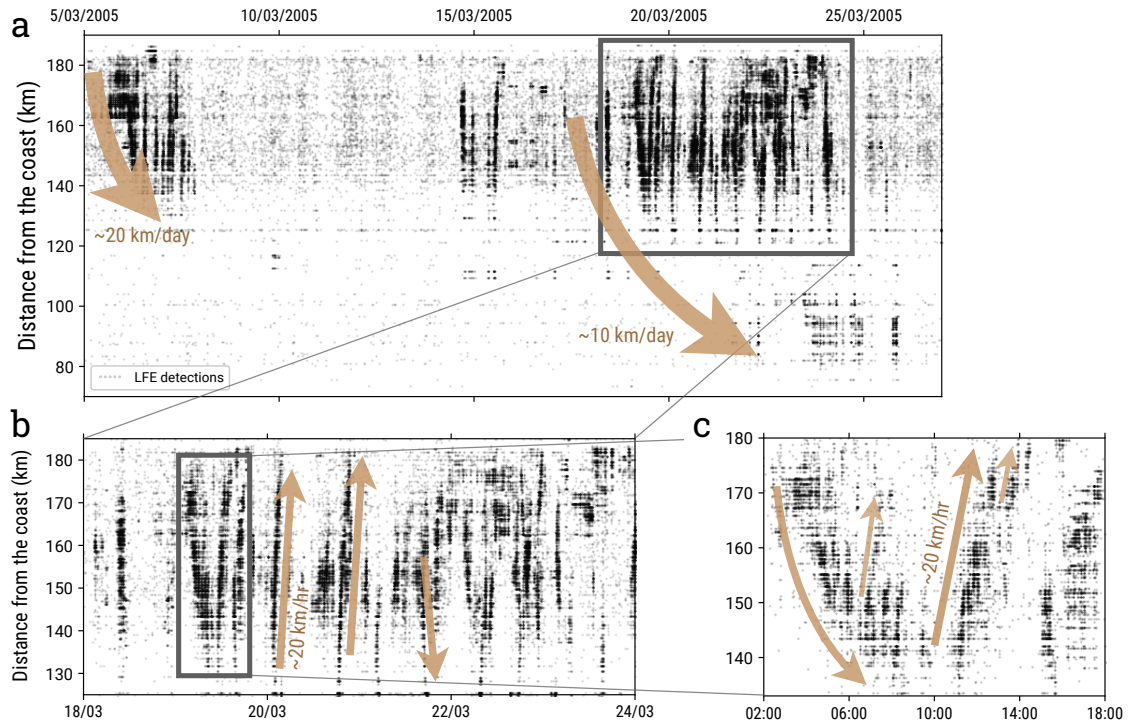 5/03/2005 10/03/2005 15/03/2005 20/03/2005 25/03/2005
a
180
160
140
120
100
80
Distance from the coast (km)
~20 km/day
~10 km/day
LFE detections
b
180
170
160
150
140
130
Distance from the coast (km)
~20 km/hr
18/03 20/03 22/03 24/03
c
180
170
160
150
140
~20 km/hr
02:00 06:00 10:00 14:00 18:00